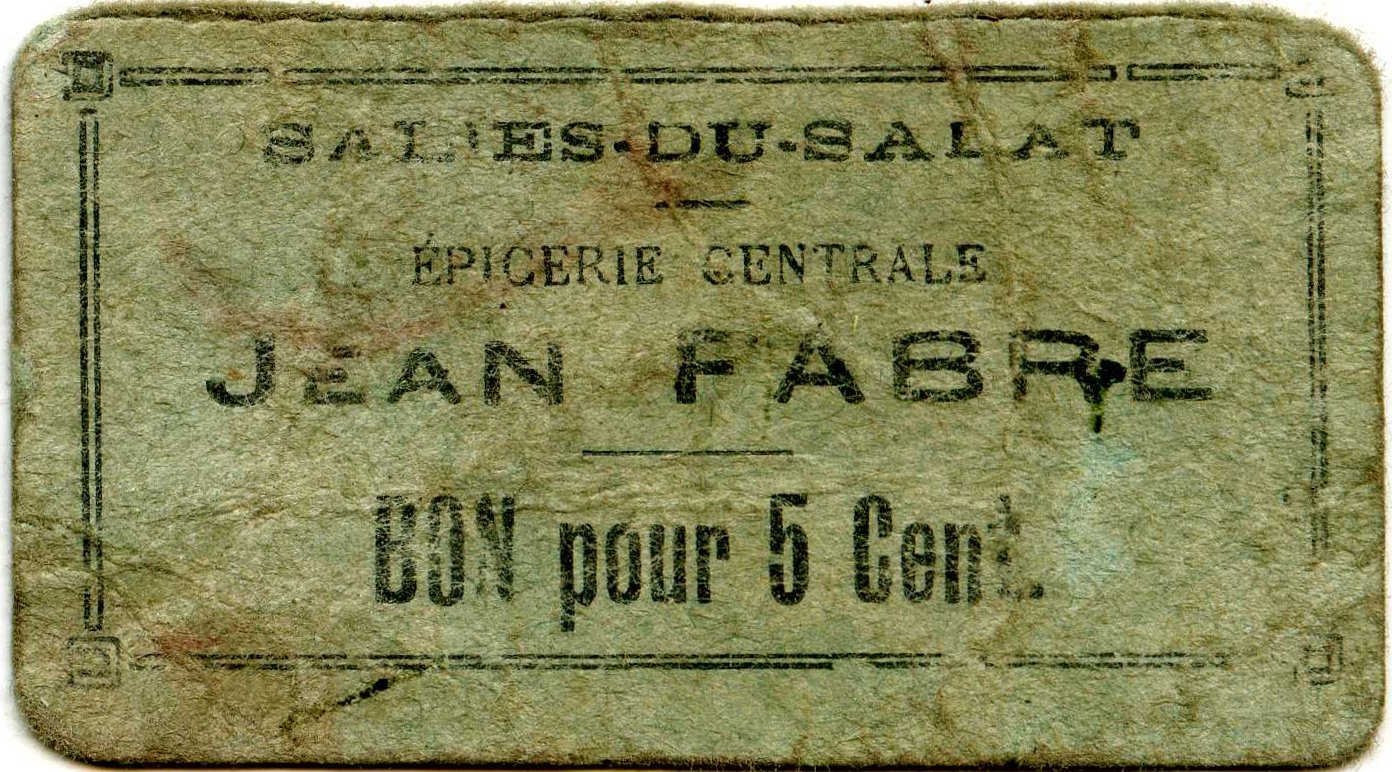 SALIES-DU-SALAT
ÉPICERIE CENTRALE
JEAN FABRE
BON pour 5 Cent.